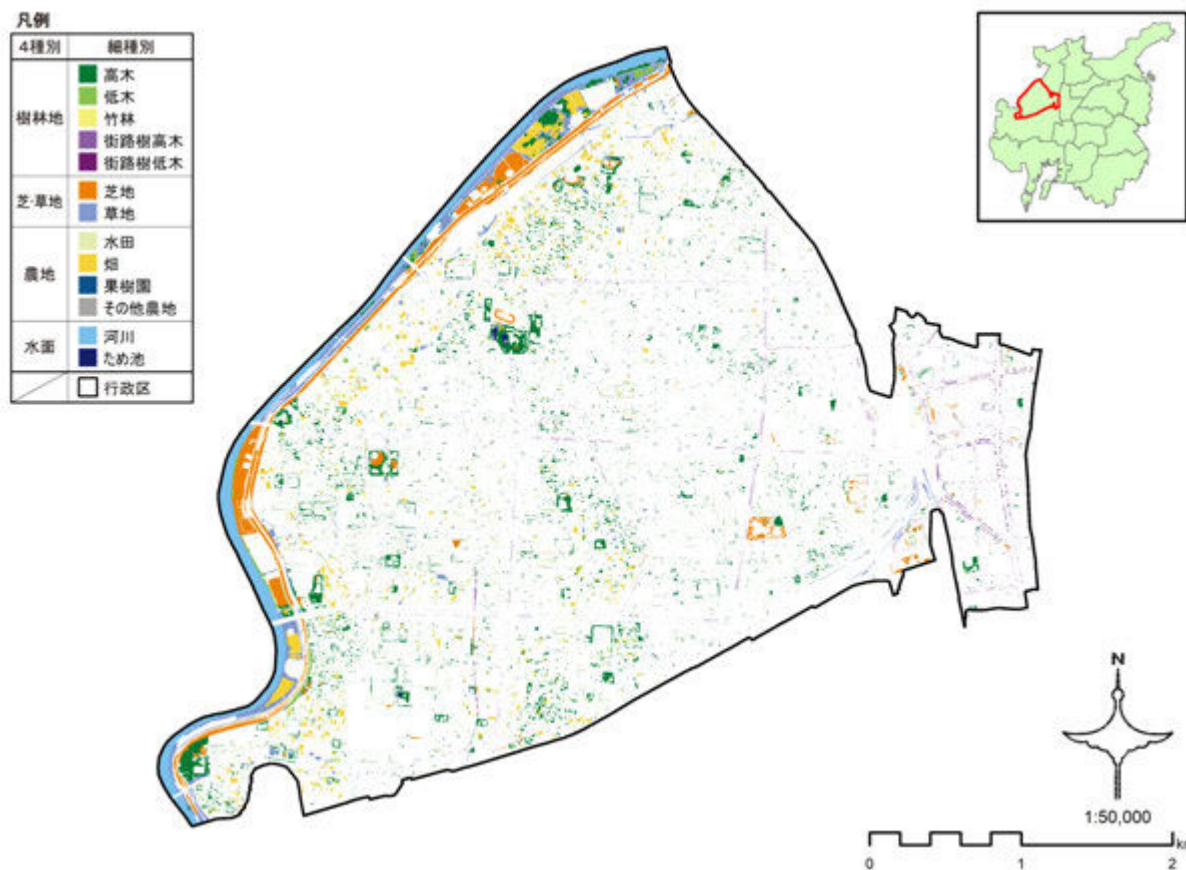 凡例
4種別 細種別
樹林地
高木
低木
竹林
街路樹高木
街路樹低木
芝・草地
芝地
草地
農地
水田
畑
果樹園
その他農地
水面
河川
ため池
行政区
N
1:50,000
km
0 1 2